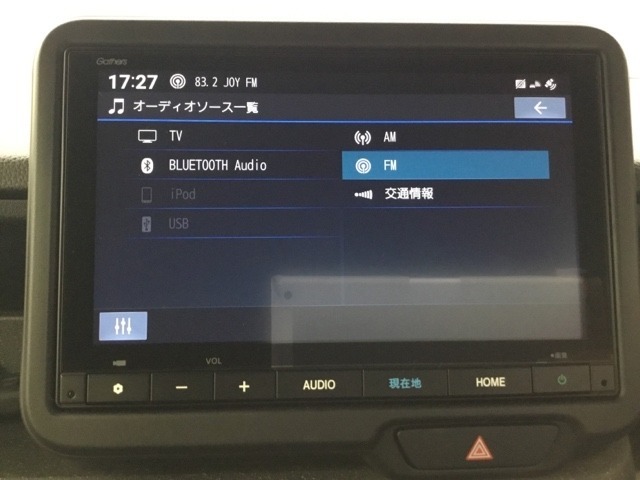 Gathers
17:27 83.2 JOY FM
オーディオソース一覧
TV AM
BLUETOOTH Audio FM
iPod 交通情報
USB
VOL
AUDIO 現在地 HOME